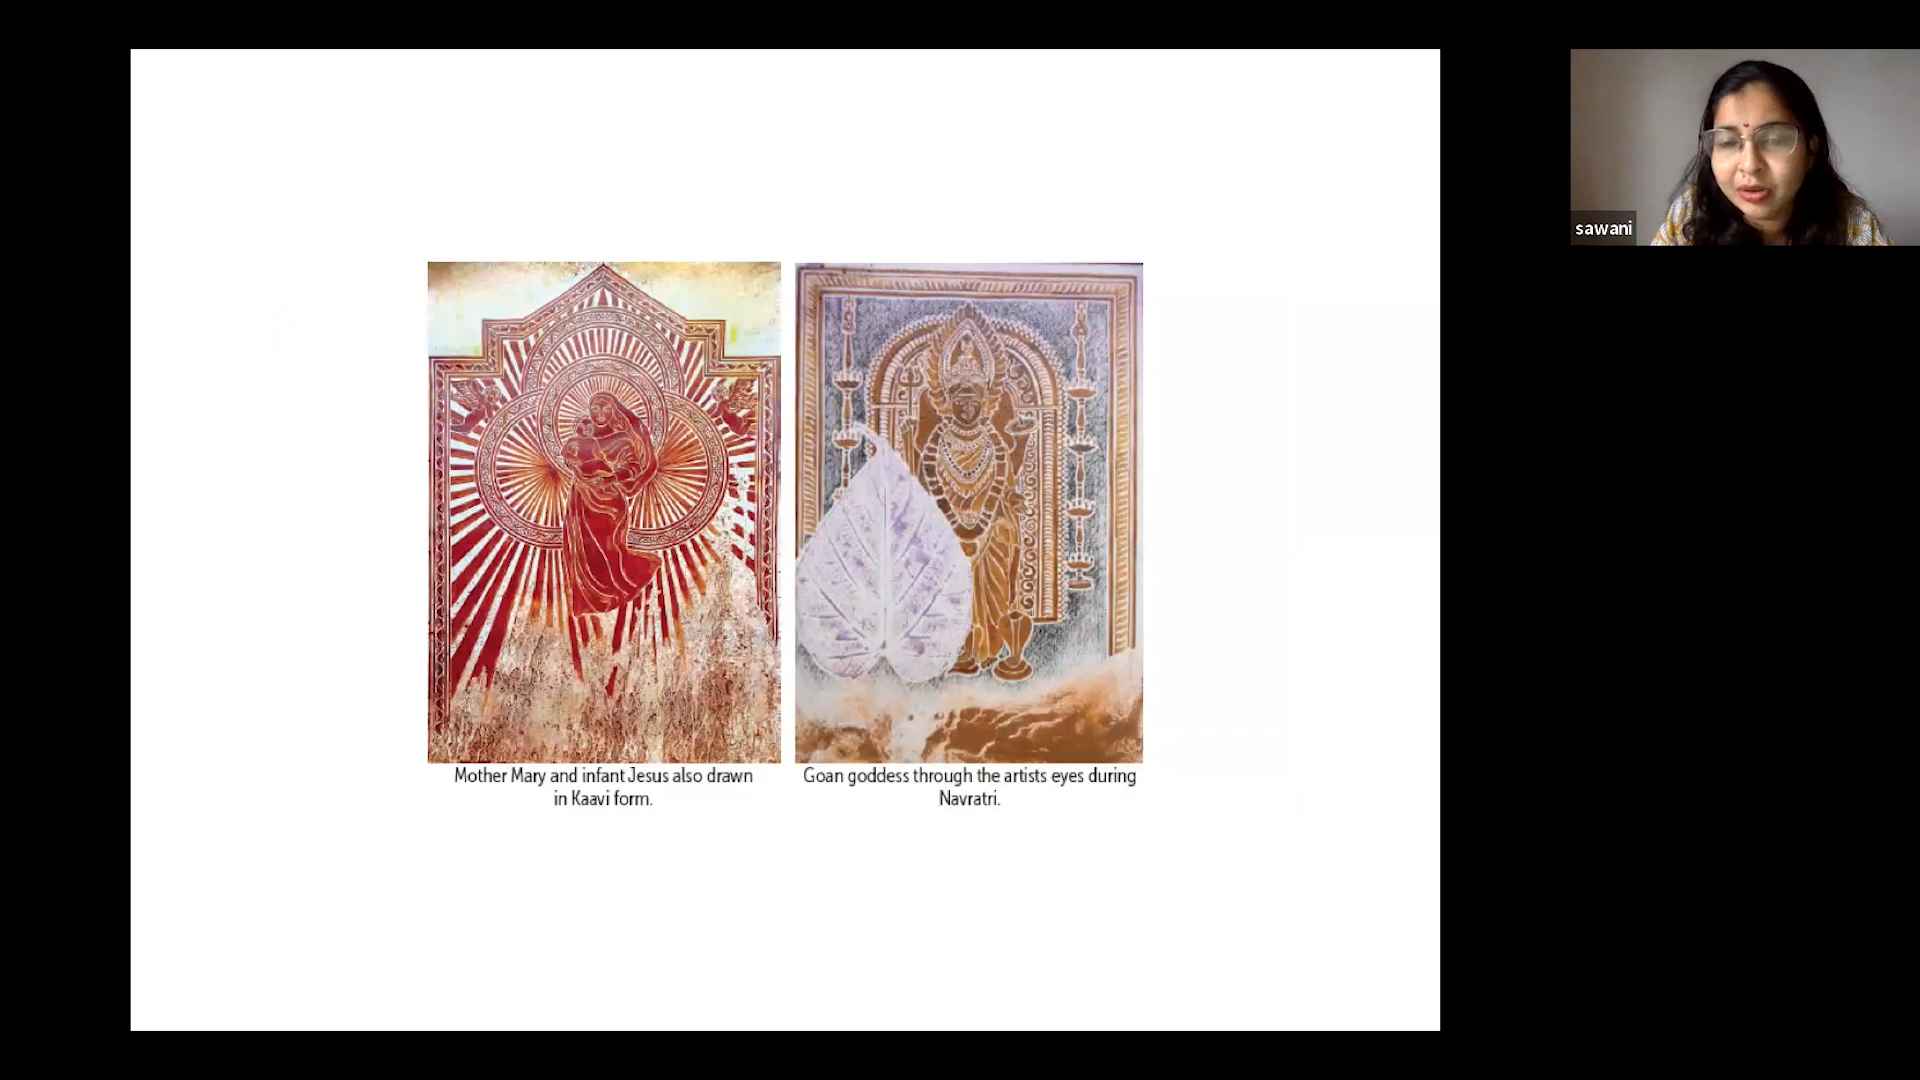 sawani
Mother Mary and infant Jesus also drawn
in Kaavi form.
Goan goddess through the artists eyes during
Navratri.